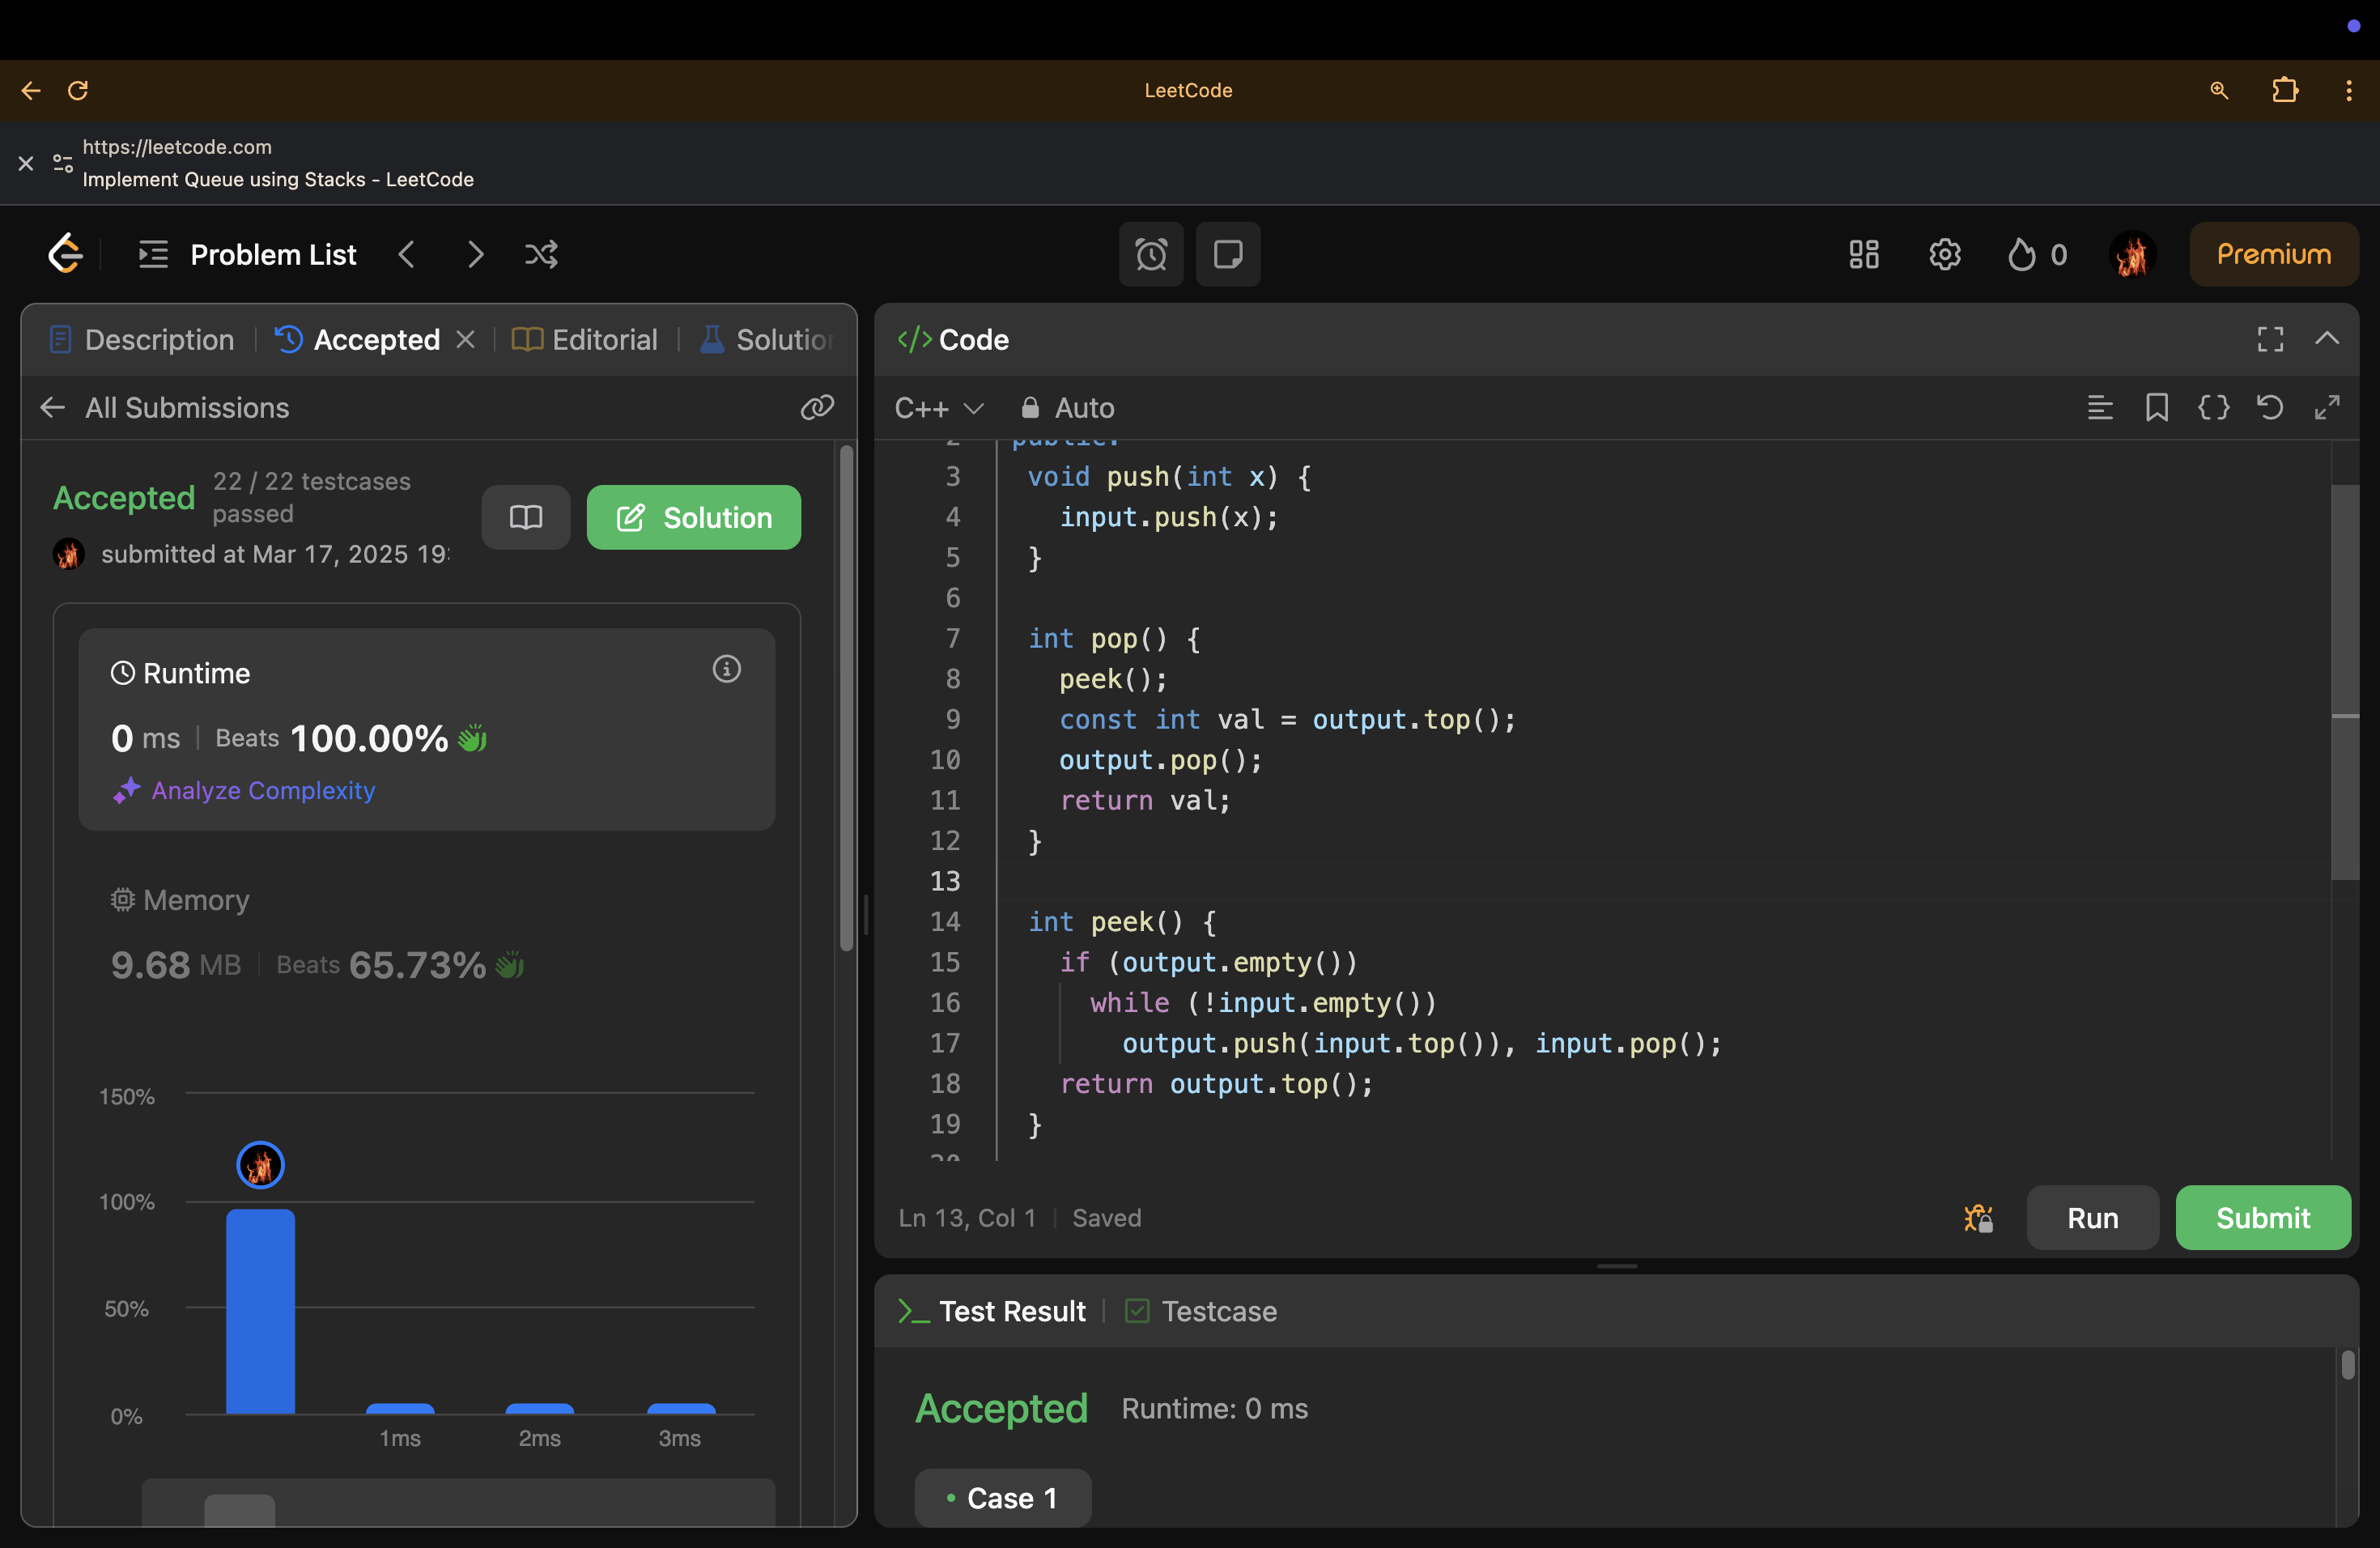 LeetCode
https://leetcode.com
Implement Queue using Stacks - LeetCode
Problem List
0
Premium
Description
Accepted
Editorial
Solution
All Submissions
Accepted
22 / 22 testcases
passed
Solution
submitted at Mar 17, 2025 19:
Runtime
0 ms | Beats 100.00%
Analyze Complexity
Memory
9.68 MB | Beats 65.73%
150%
100%
50%
0%
1ms
2ms
3ms
Code
C++
Auto
2 public:
3 void push(int x) {
4 input.push(x);
5 }
6
7 int pop() {
8 peek();
9 const int val = output.top();
10 output.pop();
11 return val;
12 }
13
14 int peek() {
15 if (output.empty())
16 while (!input.empty())
17 output.push(input.top()), input.pop();
18 return output.top();
19 }
20
Ln 13, Col 1 | Saved
Run
Submit
Test Result
Testcase
Accepted
Runtime: 0 ms
Case 1